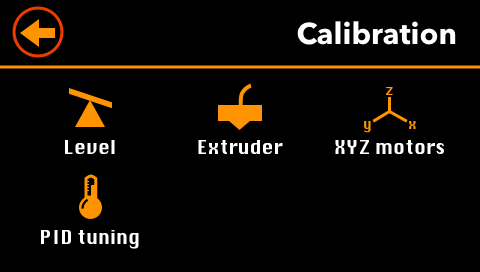 Calibration
Level
Extruder
z
y
x
XYZ motors
PID tuning